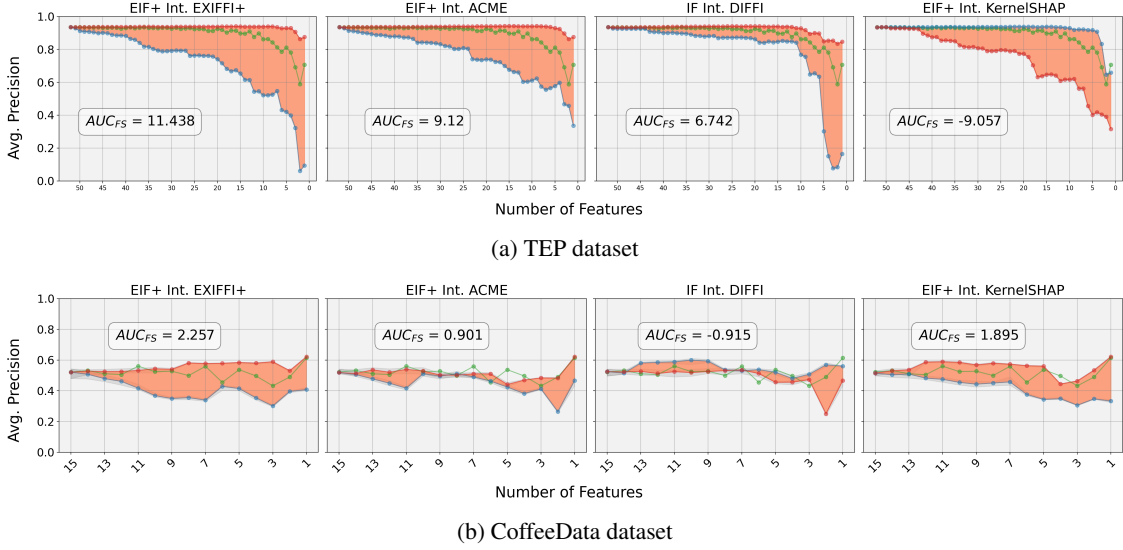 EIF+ Int. EXIFFI+ EIF+ Int. ACME IF Int. DIFFI EIF+ Int. KernelSHAP
Avg. Precision
1.0
0.8
0.6
0.4
0.2
0.0
AUC_FS = 11.438 AUC_FS = 9.12 AUC_FS = 6.742 AUC_FS = -9.057
50 45 40 35 30 25 20 15 10 5 0 50 45 40 35 30 25 20 15 10 5 0 50 45 40 35 30 25 20 15 10 5 0 50 45 40 35 30 25 20 15 10 5 0
Number of Features
(a) TEP dataset
EIF+ Int. EXIFFI+ EIF+ Int. ACME IF Int. DIFFI EIF+ Int. KernelSHAP
Avg. Precision
1.0
0.8
0.6
0.4
0.2
0.0
AUC_FS = 2.257 AUC_FS = 0.901 AUC_FS = -0.915 AUC_FS = 1.895
15 13 11 9 7 5 3 1 15 13 11 9 7 5 3 1 15 13 11 9 7 5 3 1 15 13 11 9 7 5 3 1
Number of Features
(b) CoffeeData dataset